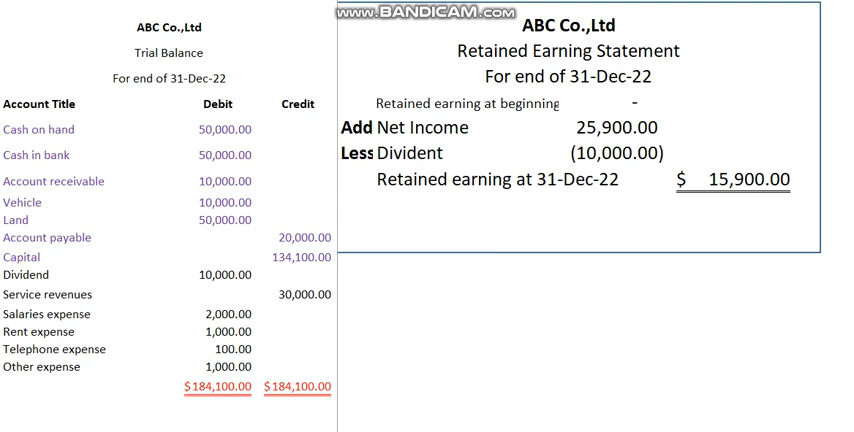 www.BANDICAM.com
ABC Co.,Ltd
Trial Balance
For end of 31-Dec-22
Account Title Debit Credit
Cash on hand 50,000.00
Cash in bank 50,000.00
Account receivable 10,000.00
Vehicle 10,000.00
Land 50,000.00
Account payable 20,000.00
Capital 134,100.00
Dividend 10,000.00
Service revenues 30,000.00
Salaries expense 2,000.00
Rent expense 1,000.00
Telephone expense 100.00
Other expense 1,000.00
$184,100.00 $184,100.00
ABC Co.,Ltd
Retained Earning Statement
For end of 31-Dec-22
Retained earning at beginning -
Add Net Income 25,900.00
Less Divident (10,000.00)
Retained earning at 31-Dec-22 $ 15,900.00